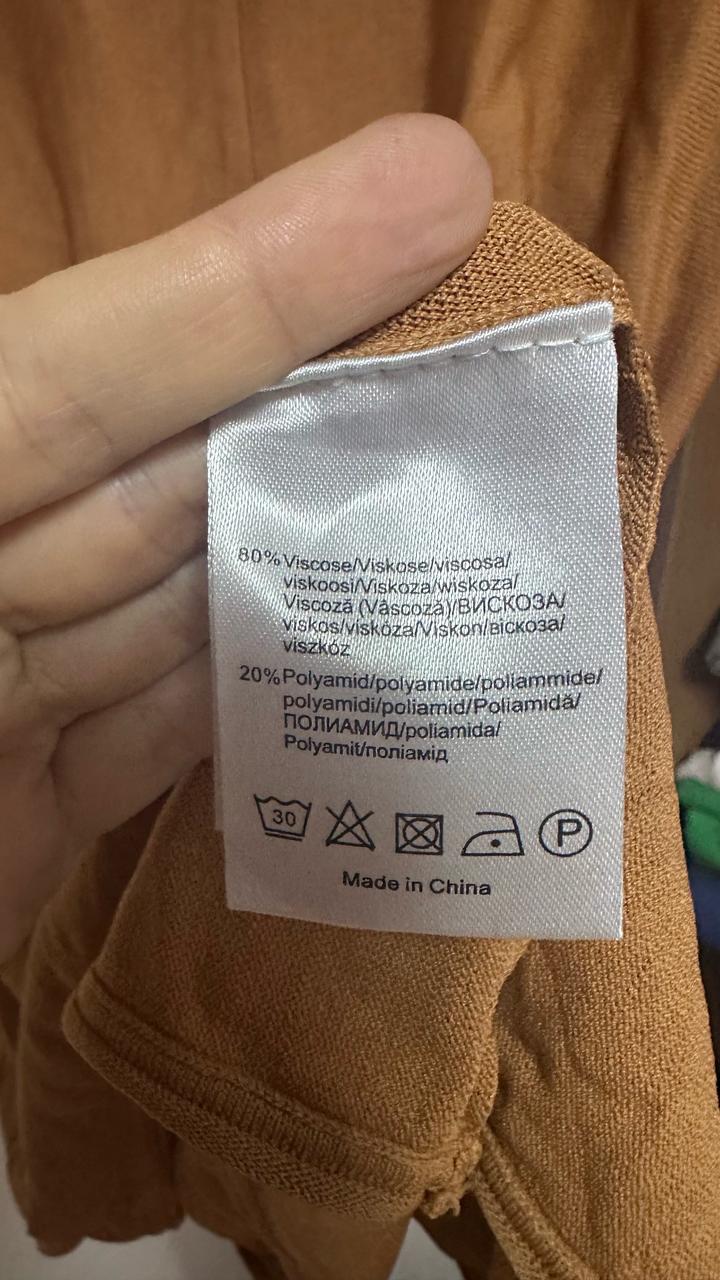 80% Viscose/Viskose/viscosa/
viskoosi/Viskoza/wiskoza/
Viscoză (Vâscoză)/ВИСКОЗА/
viskos/viskóza/Viskon/віскоза/
viszkóz
20% Polyamid/polyamide/poliammide/
polyamidi/poliamid/Poliamidă/
ПОЛИАМИД/poliamida/
Polyamit/поліамід
30
P
Made in China